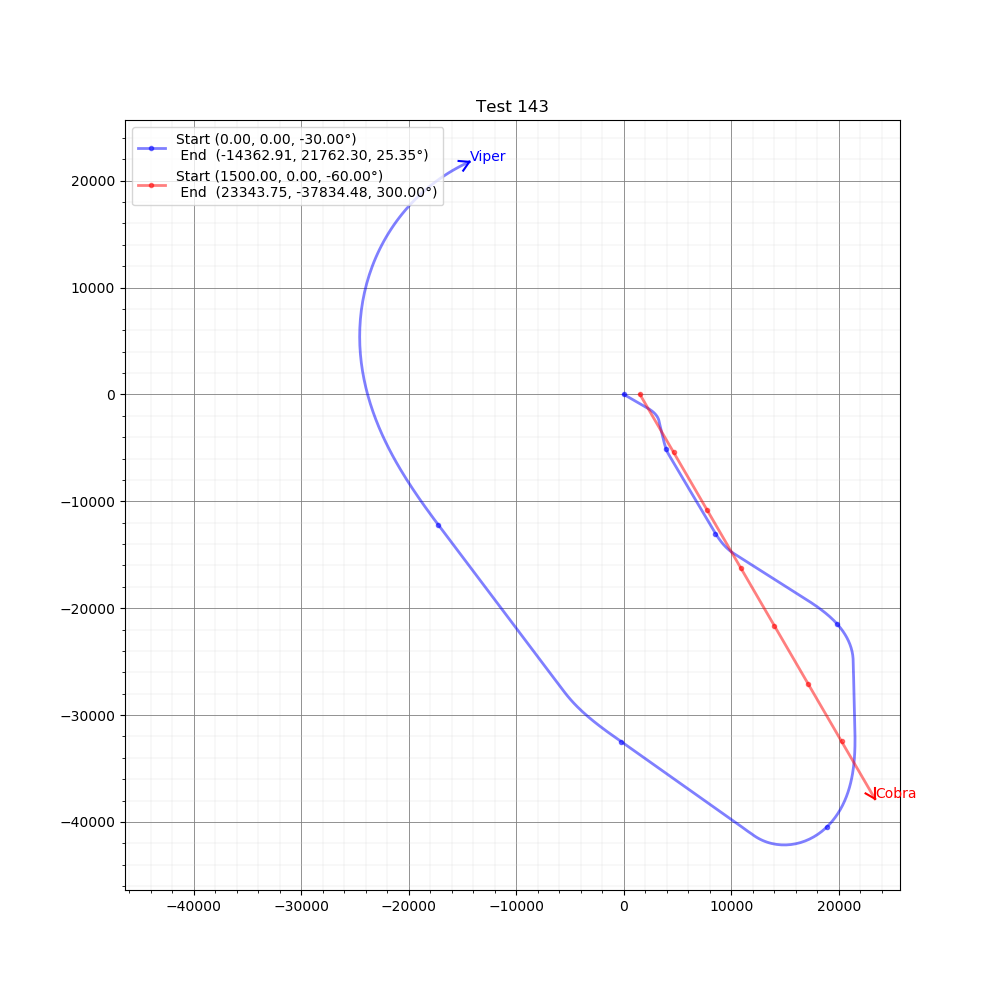 Test 143
Start (0.00, 0.00, -30.00°)
End (-14362.91, 21762.30, 25.35°)
Start (1500.00, 0.00, -60.00°)
End (23343.75, -37834.48, 300.00°)
Viper
Cobra
20000
10000
0
−10000
−20000
−30000
−40000
−40000 −30000 −20000 −10000 0 10000 20000